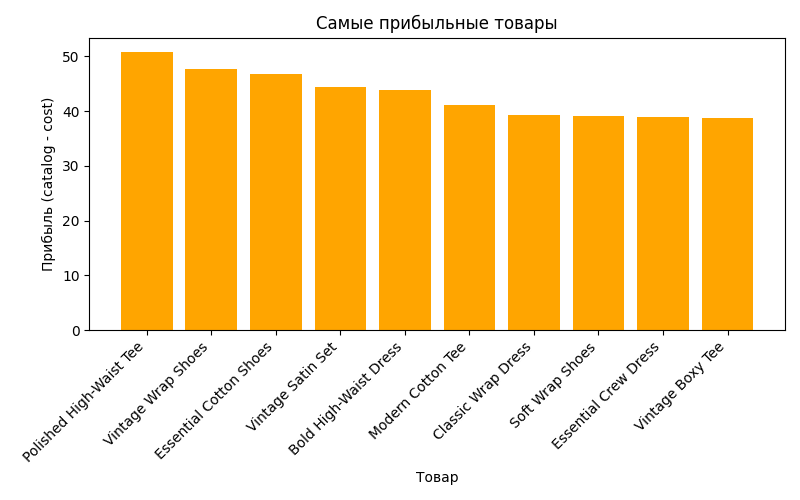 Самые прибыльные товары
Прибыль (catalog - cost)
50
40
30
20
10
0
Polished High-Waist Tee
Vintage Wrap Shoes
Essential Cotton Shoes
Vintage Satin Set
Bold High-Waist Dress
Modern Cotton Tee
Classic Wrap Dress
Soft Wrap Shoes
Essential Crew Dress
Vintage Boxy Tee
Товар